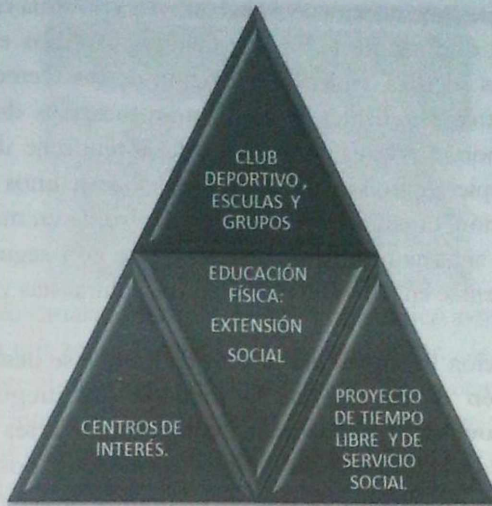 CLUB
DEPORTIVO,
ESCULAS Y
GRUPOS
EDUCACIÓN
FÍSICA:
EXTENSIÓN
SOCIAL
CENTROS DE
INTERÉS.
PROYECTO
DE TIEMPO
LIBRE Y DE
SERVICIO
SOCIAL